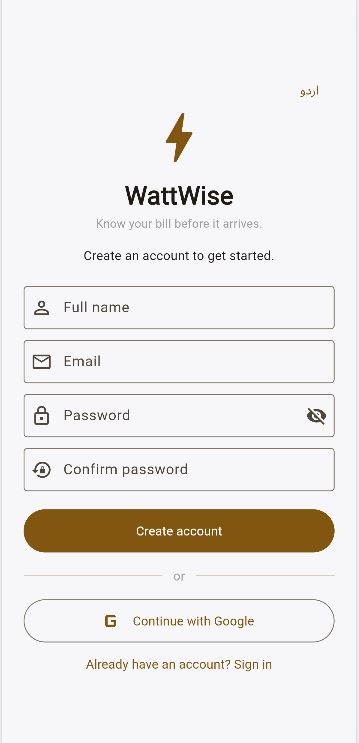 اردو
WattWise
Know your bill before it arrives.
Create an account to get started.
Full name
Email
Password
Confirm password
Create account
or
G Continue with Google
Already have an account? Sign in